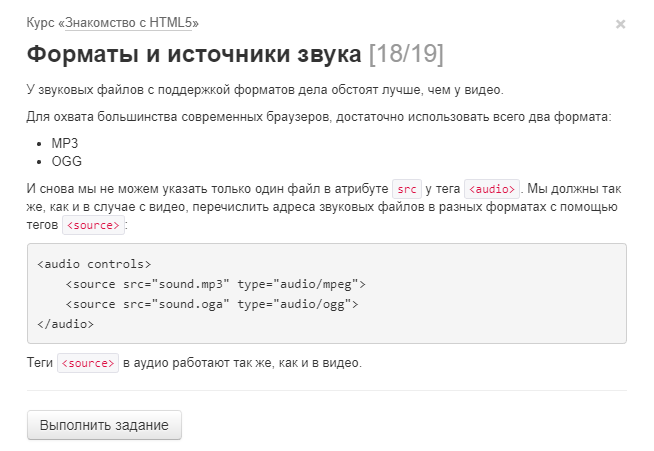 Курс «Знакомство с HTML5»
×
Форматы и источники звука [18/19]
У звуковых файлов с поддержкой форматов дела обстоят лучше, чем у видео.
Для охвата большинства современных браузеров, достаточно использовать всего два формата:
• MP3
• OGG
И снова мы не можем указать только один файл в атрибуте src у тега <audio>. Мы должны так
же, как и в случае с видео, перечислить адреса звуковых файлов в разных форматах с помощью
тегов <source>:
<audio controls>
    <source src="sound.mp3" type="audio/mpeg">
    <source src="sound.oga" type="audio/ogg">
</audio>
Теги <source> в аудио работают так же, как и в видео.
Выполнить задание